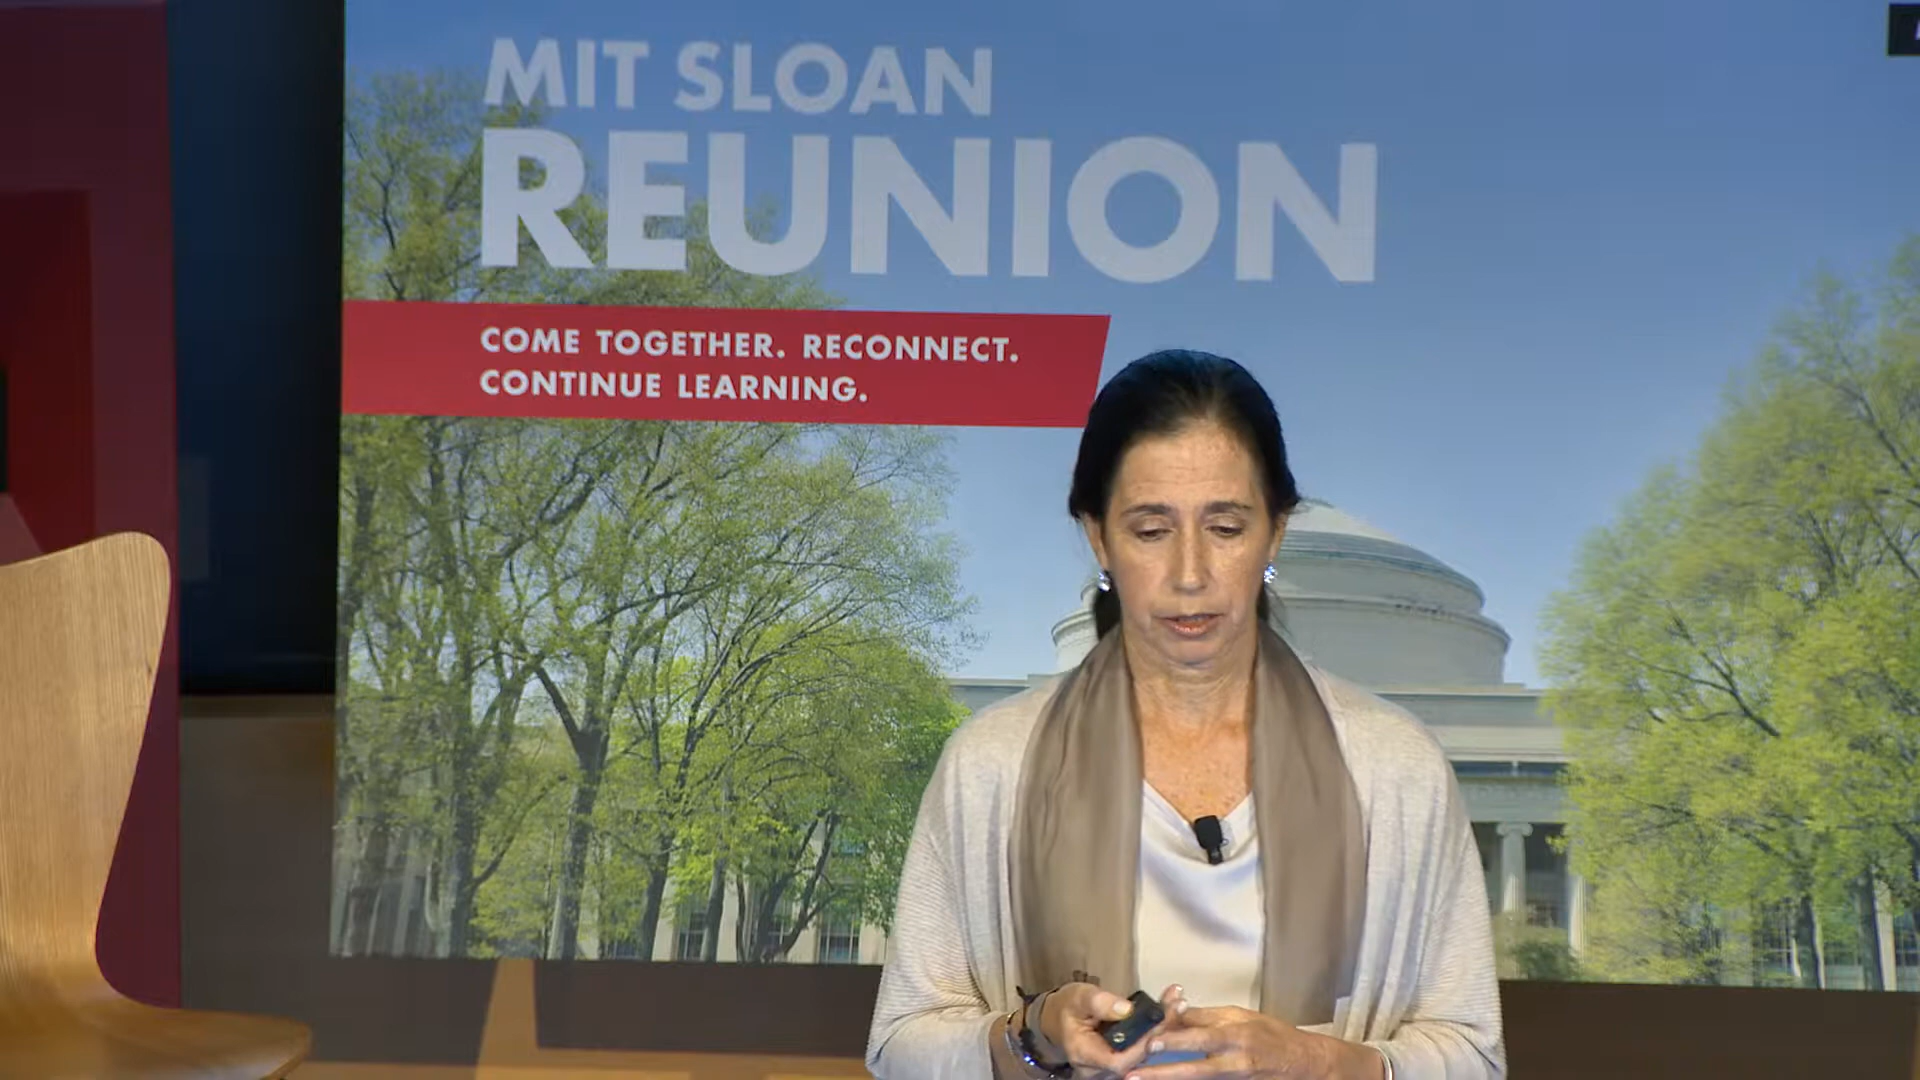 MIT SLOAN
REUNION
COME TOGETHER. RECONNECT.
CONTINUE LEARNING.